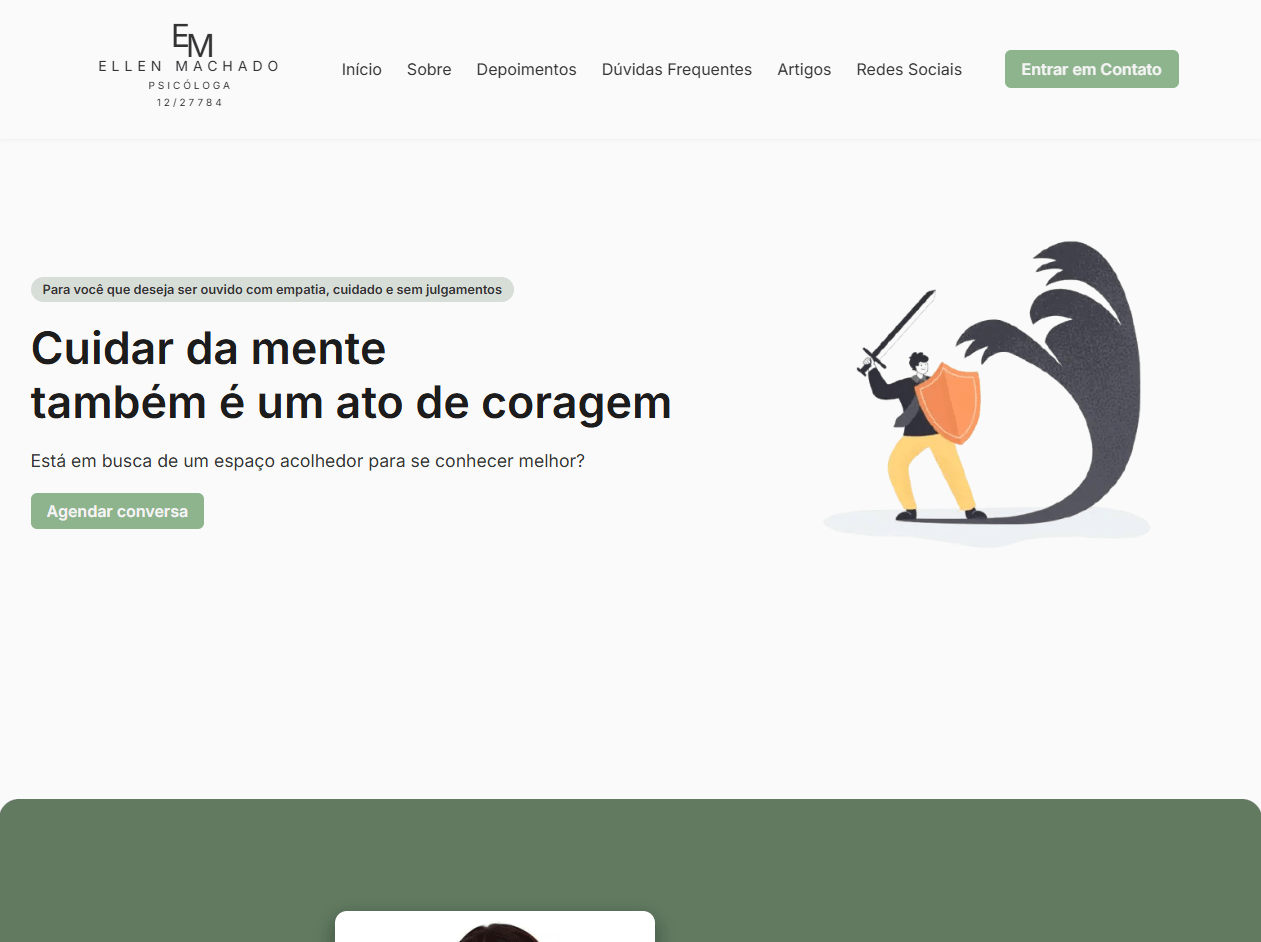 EM
ELLEN MACHADO
PSICÓLOGA
12/27784
Início Sobre Depoimentos Dúvidas Frequentes Artigos Redes Sociais Entrar em Contato
Para você que deseja ser ouvido com empatia, cuidado e sem julgamentos
Cuidar da mente
também é um ato de coragem
Está em busca de um espaço acolhedor para se conhecer melhor?
Agendar conversa